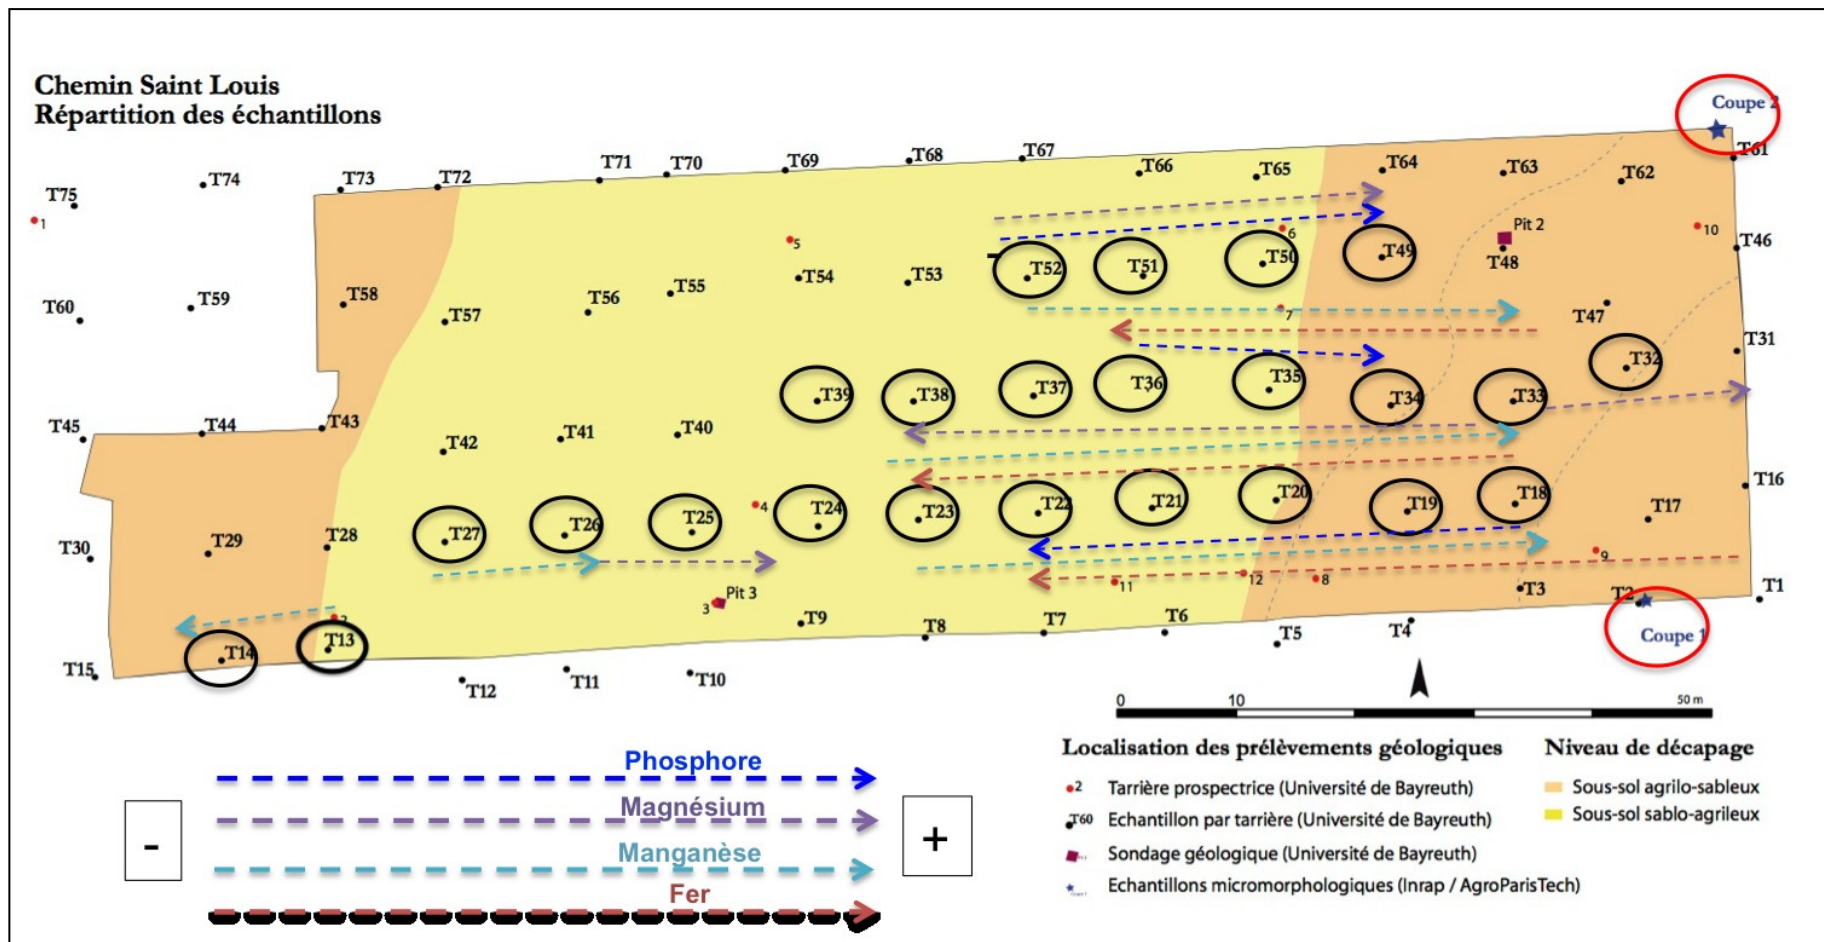 Chemin Saint Louis
Répartition des échantillons
Coupe 2
T75
T74
T73
T72
T71
T70
T69
T68
T67
T66
T65
T64
T63
T62
T61
1
5
6
Pit 2
10
T60
T59
T58
T57
T56
T55
T54
T53
T52
T51
T50
T49
T48
T47
T46
7
T45
T44
T43
T42
T41
T40
T39
T38
T37
T36
T35
T34
T33
T32
T31
4
T30
T29
T28
T27
T26
T25
T24
T23
T22
T21
T20
T19
T18
T17
T16
2
3
Pit 3
11
12
8
9
T15
T14
T13
T12
T11
T10
T9
T8
T7
T6
T5
T4
T3
T2
T1
Coupe 1
0
10
50 m
-
Phosphore
Magnésium
Manganèse
Fer
+
Localisation des prélèvements géologiques
2 Tarrière prospectrice (Université de Bayreuth)
T60 Echantillon par tarrière (Université de Bayreuth)
Sondage géologique (Université de Bayreuth)
Echantillons micromorphologiques (Inrap / AgroParisTech)
Niveau de décapage
Sous-sol agrilo-sableux
Sous-sol sablo-agrileux